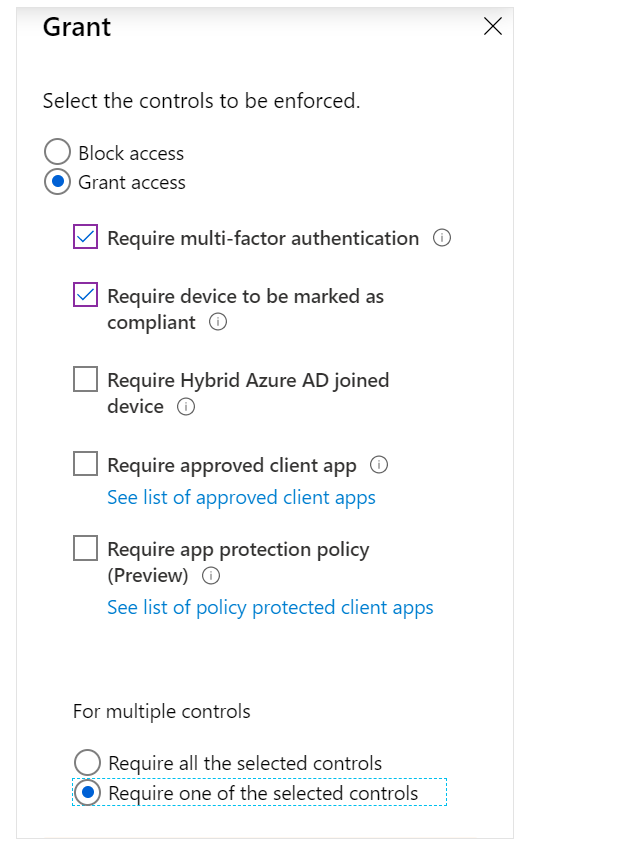 Grant
Select the controls to be enforced.
Block access
Grant access
Require multi-factor authentication
Require device to be marked as
compliant
Require Hybrid Azure AD joined
device
Require approved client app
See list of approved client apps
Require app protection policy
(Preview)
See list of policy protected client apps
For multiple controls
Require all the selected controls
Require one of the selected controls